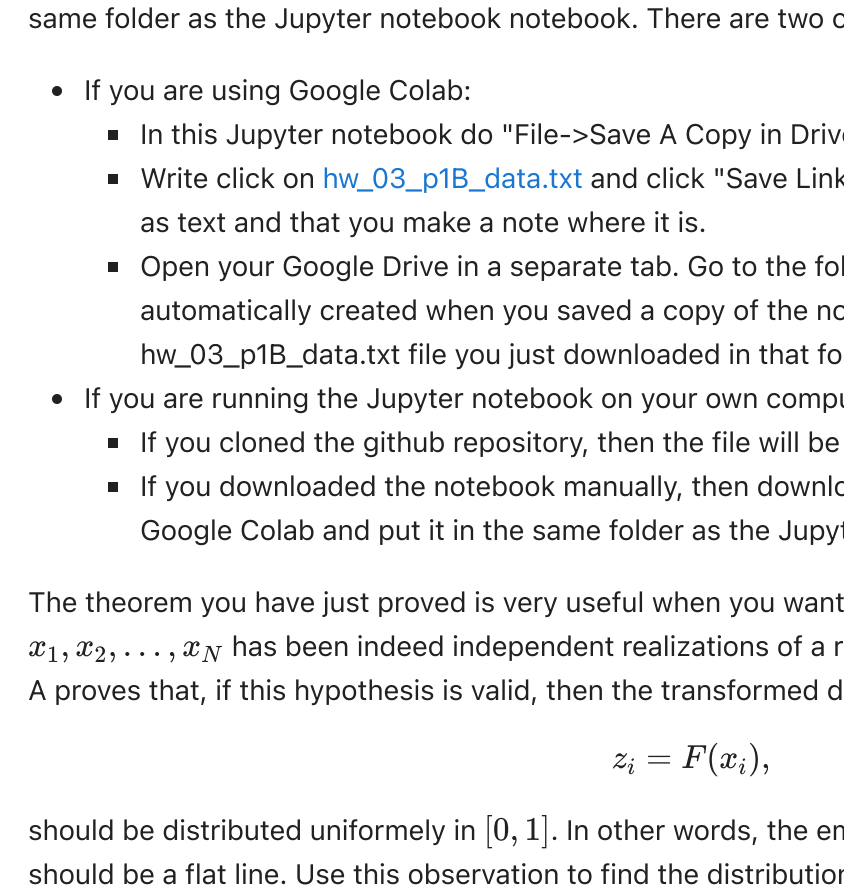 same folder as the Jupyter notebook notebook. There are two
If you are using Google Colab:
In this Jupyter notebook do "File->Save A Copy in Driv
Write click on hw_03_p1B_data.txt and click "Save Link
as text and that you make a note where it is.
Open your Google Drive in a separate tab. Go to the fol
automatically created when you saved a copy of the no
hw_03_p1B_data.txt file you just downloaded in that fo
If you are running the Jupyter notebook on your own compu
If you cloned the github repository, then the file will be
If you downloaded the notebook manually, then downlo
Google Colab and put it in the same folder as the Jupyt
The theorem you have just proved is very useful when you want
x₁, x₂, . . . , x_N has been indeed independent realizations of a r
A proves that, if this hypothesis is valid, then the transformed d
zᵢ = F(xᵢ),
should be distributed uniformely in [0, 1]. In other words, the em
should be a flat line. Use this observation to find the distribution